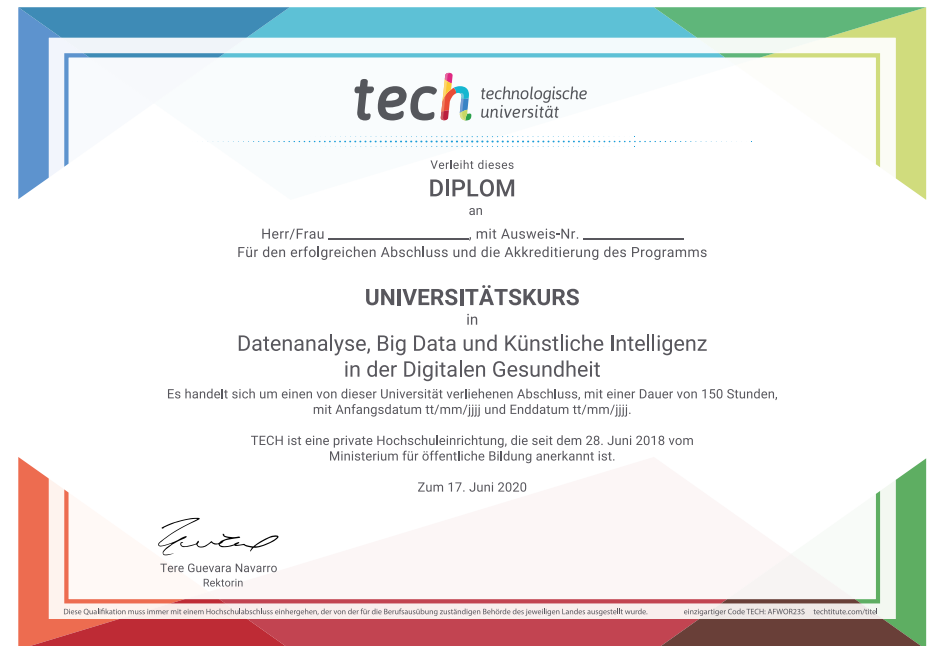 tech technologische
universität
Verleiht dieses
DIPLOM
an
Herr/Frau ____________________, mit Ausweis-Nr. ______________
Für den erfolgreichen Abschluss und die Akkreditierung des Programms
UNIVERSITÄTSKURS
in
Datenanalyse, Big Data und Künstliche Intelligenz
in der Digitalen Gesundheit
Es handelt sich um einen von dieser Universität verliehenen Abschluss, mit einer Dauer von 150 Stunden,
mit Anfangsdatum tt/mm/jjjj und Enddatum tt/mm/jjjj.
TECH ist eine private Hochschuleinrichtung, die seit dem 28. Juni 2018 vom
Ministerium für öffentliche Bildung anerkannt ist.
Zum 17. Juni 2020
Tere Guevara Navarro
Rektorin
Diese Qualifikation muss immer mit einem Hochschulabschluss einhergehen, der von der für die Berufsausübung zuständigen Behörde des jeweiligen Landes ausgestellt wurde. einzigartiger Code TECH: AFWOR23S techtitute.com/titel